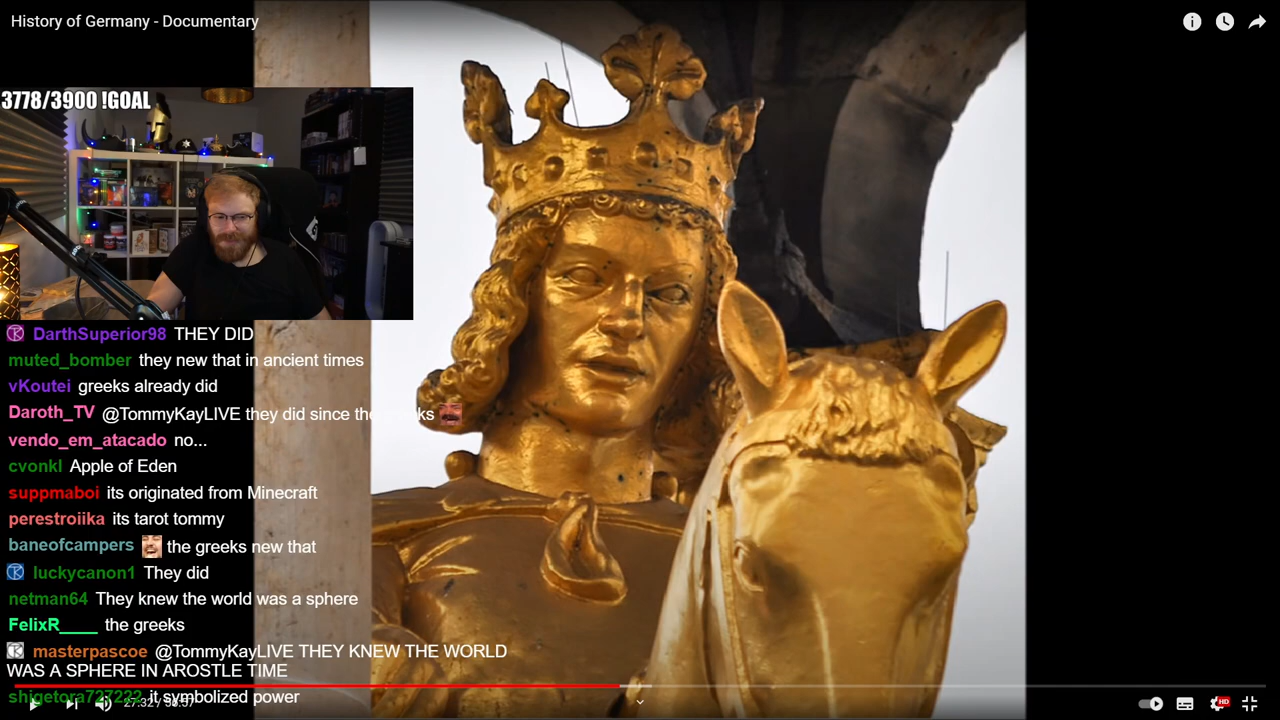 History of Germany - Documentary
3778/3900 !GOAL
DarthSuperior98 THEY DID
muted_bomber they new that in ancient times
vKoutei greeks already did
Daroth_TV @TommyKayLIVE they did since the greeks
vendo_em_atacado no...
cvonkl Apple of Eden
suppmaboi its originated from Minecraft
perestroiika its tarot tommy
baneofcampers the greeks new that
luckycanon1 They did
netman64 They knew the world was a sphere
FelixR____ the greeks
masterpascoe @TommyKayLIVE THEY KNEW THE WORLD
WAS A SPHERE IN AROSTLE TIME
shigetora727222 it symbolized power
HD